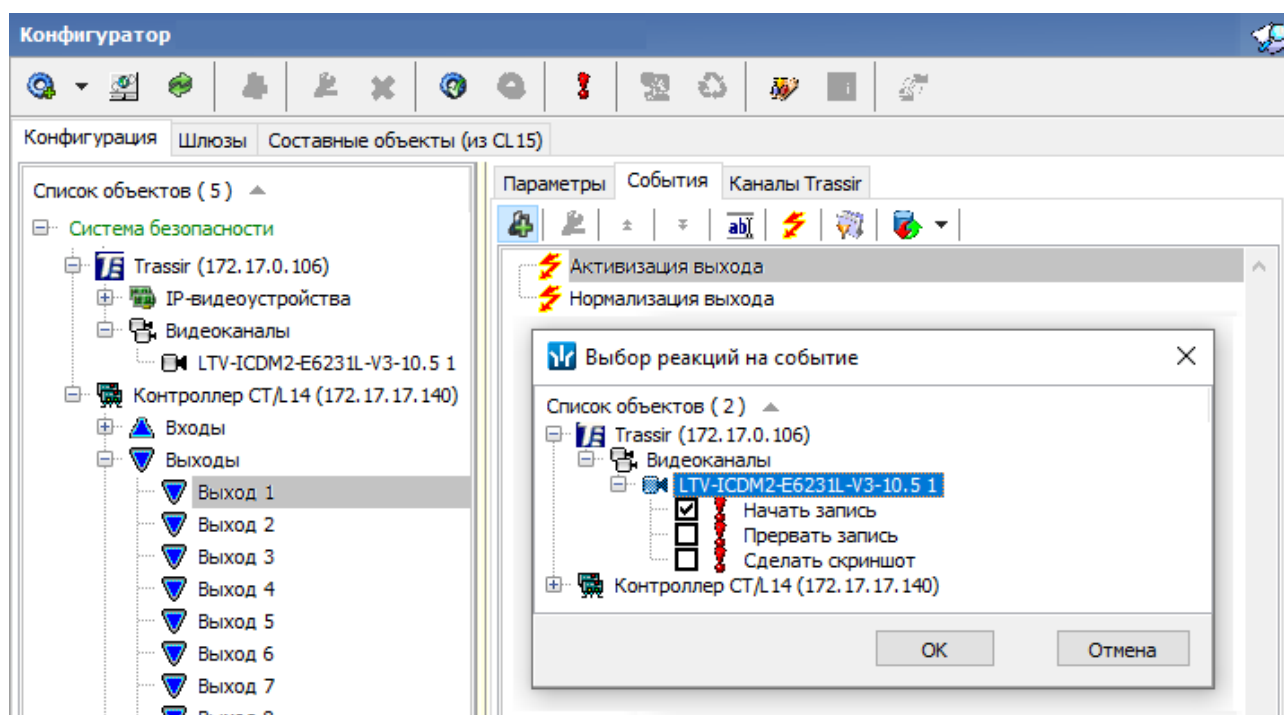 Конфигуратор
Конфигурация Шлюзы Составные объекты (из CL15)
Список объектов ( 5 )
Система безопасности
Trassir (172.17.0.106)
IP-видеоустройства
Видеоканалы
LTV-ICDM2-E6231L-V3-10.5 1
Контроллер CT/L14 (172.17.17.140)
Входы
Выходы
Выход 1
Выход 2
Выход 3
Выход 4
Выход 5
Выход 6
Выход 7
Параметры События Каналы Trassir
Активизация выхода
Нормализация выхода
Выбор реакций на событие
Список объектов ( 2 )
Trassir (172.17.0.106)
Видеоканалы
LTV-ICDM2-E6231L-V3-10.5 1
Начать запись
Прервать запись
Сделать скриншот
Контроллер CT/L14 (172.17.17.140)
OK Отмена